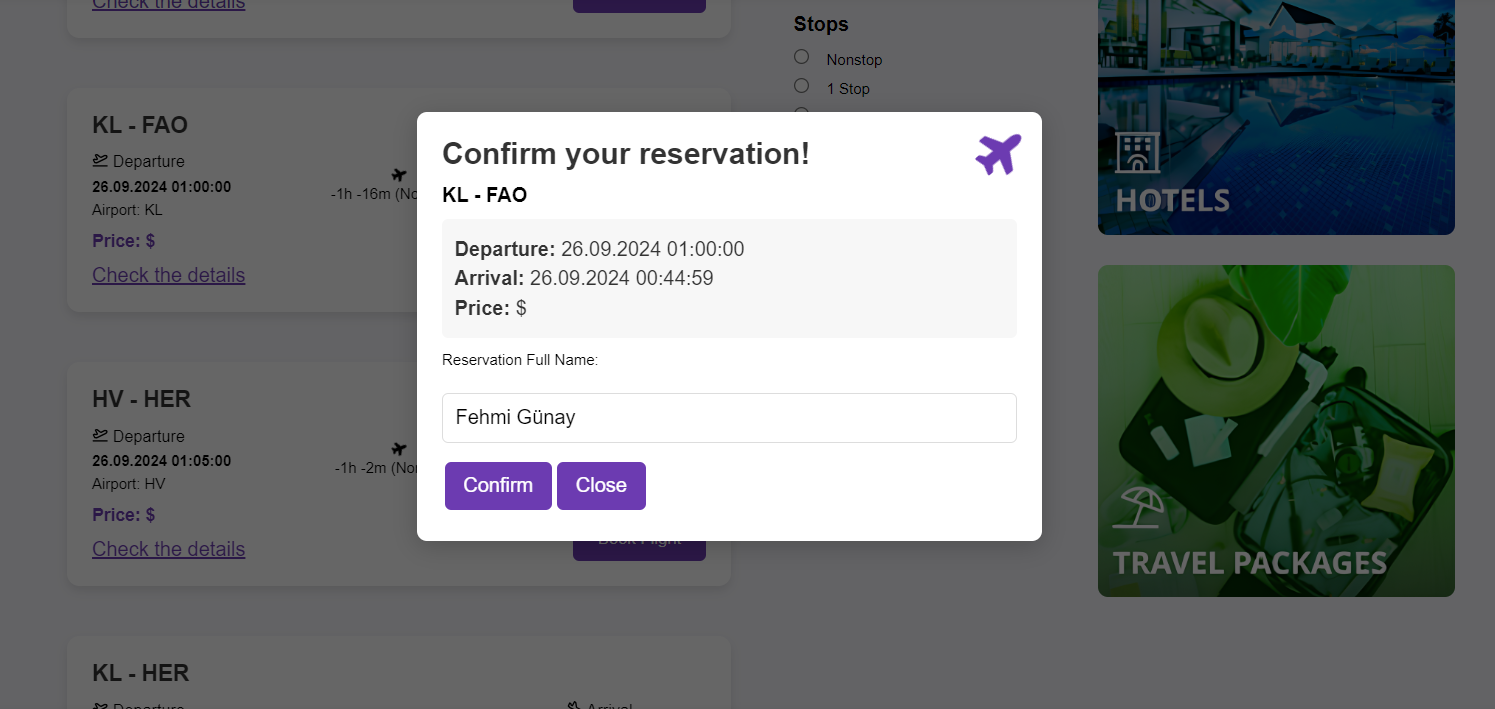 Check the details
KL - FAO
Departure
26.09.2024 01:00:00
Airport: KL
-1h -16m
Price: $
Check the details
HV - HER
Departure
26.09.2024 01:05:00
Airport: HV
-1h -2m
Price: $
Check the details
Book Flight
KL - HER
Departure
Arrival
Confirm your reservation!
KL - FAO
Departure: 26.09.2024 01:00:00
Arrival: 26.09.2024 00:44:59
Price: $
Reservation Full Name:
Fehmi Günay
Confirm
Close
Stops
Nonstop
1 Stop
HOTELS
TRAVEL PACKAGES